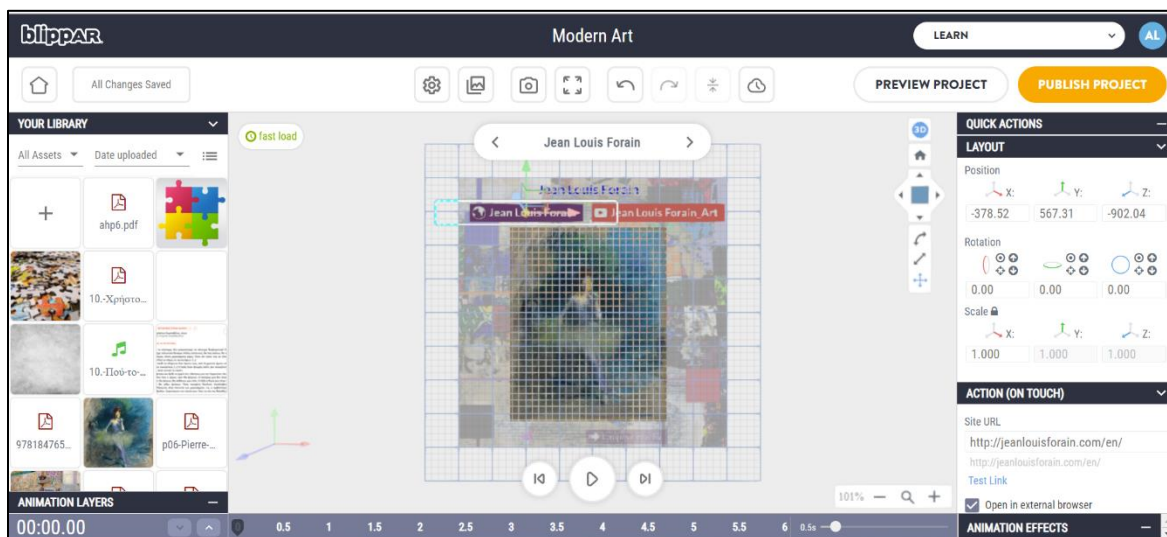 blippAR
Modern Art
LEARN
AL
All Changes Saved
PREVIEW PROJECT
PUBLISH PROJECT
YOUR LIBRARY
All Assets
Date uploaded
+
ahp6.pdf
10.-Χρήστο...
10.-Πού-το-...
978184765...
p06-Pierre-...
ANIMATION LAYERS
fast load
Jean Louis Forain
Jean Louis Forain
Jean Louis Forain
Jean Louis Forain_Art
3D
101%
QUICK ACTIONS
LAYOUT
Position
X: Y: Z:
-378.52 567.31 -902.04
Rotation
0.00 0.00 0.00
Scale
X: Y: Z:
1.000 1.000 1.000
ACTION (ON TOUCH)
Site URL
http://jeanlouisforain.com/en/
http://jeanlouisforain.com/en/
Test Link
Open in external browser
ANIMATION EFFECTS
00:00.00 0.5 1 1.5 2 2.5 3 3.5 4 4.5 5 5.5 6 0.5s